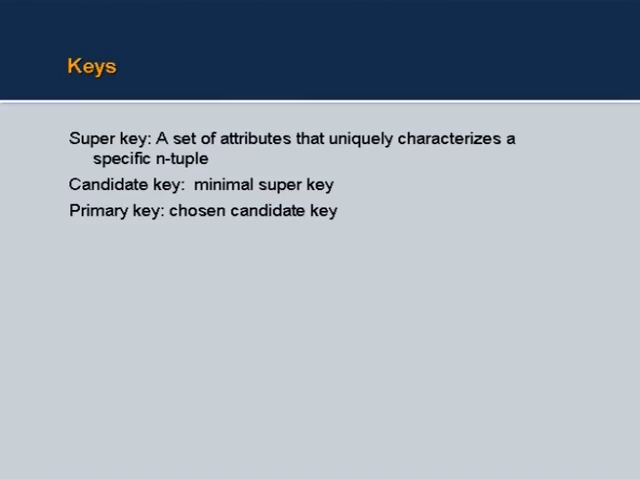 Keys
Super key: A set of attributes that uniquely characterizes a
specific n-tuple
Candidate key:  minimal super key
Primary key: chosen candidate key